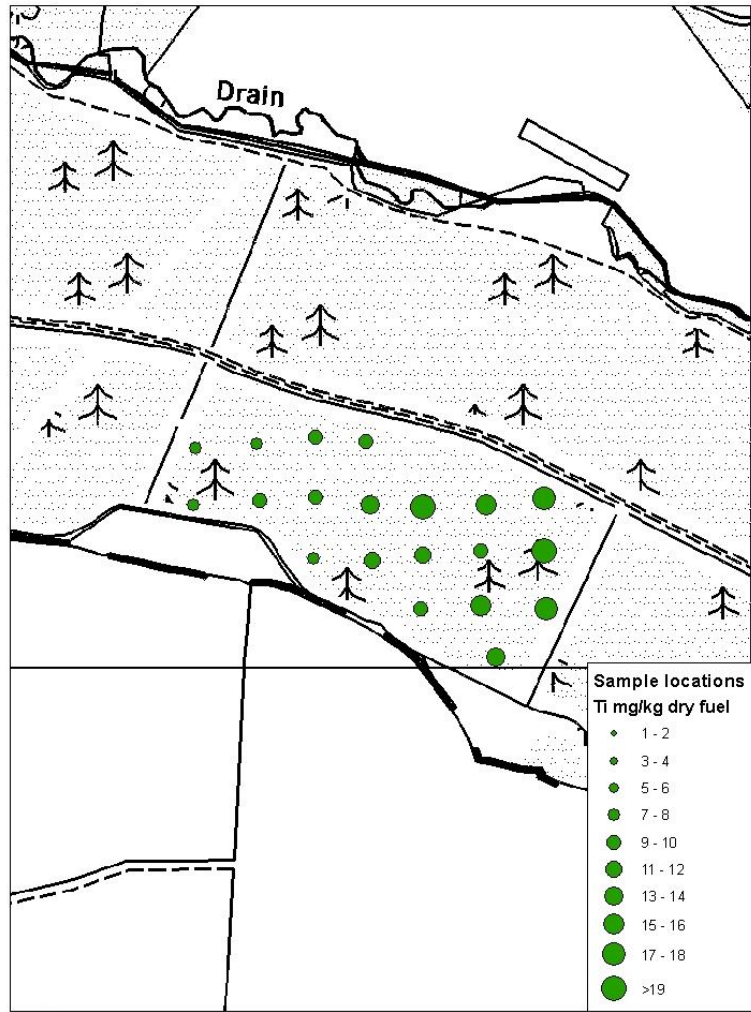 Drain
Sample locations
Ti mg/kg dry fuel
1 - 2
3 - 4
5 - 6
7 - 8
9 - 10
11 - 12
13 - 14
15 - 16
17 - 18
>19